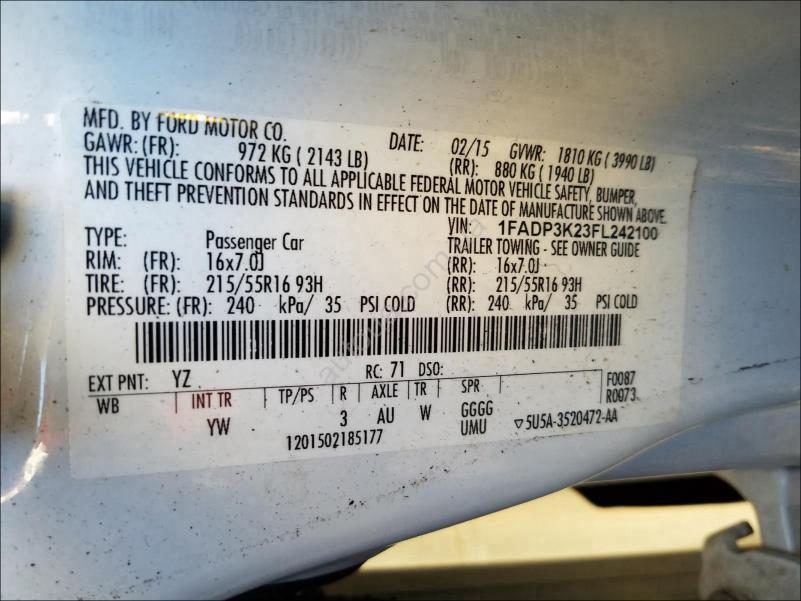 MFD. BY FORD MOTOR CO.
DATE: 02/15 GVWR: 1810 KG ( 3990 LB)
GAWR: (FR): 972 KG ( 2143 LB) (RR): 880 KG ( 1940 LB)
THIS VEHICLE CONFORMS TO ALL APPLICABLE FEDERAL MOTOR VEHICLE SAFETY, BUMPER,
AND THEFT PREVENTION STANDARDS IN EFFECT ON THE DATE OF MANUFACTURE SHOWN ABOVE.
VIN: 1FADP3K23FL242100
TYPE: Passenger Car TRAILER TOWING - SEE OWNER GUIDE
RIM: (FR): 16x7.0J (RR): 16x7.0J
TIRE: (FR): 215/55R16 93H (RR): 215/55R16 93H
PRESSURE: (FR): 240 kPa/ 35 PSI COLD (RR): 240 kPa/ 35 PSI COLD
EXT PNT: YZ RC: 71 DSO:
WB INT TR TP/PS R AXLE TR SPR F0087
R0073
YW 3 AU W GGGG
UMU
1201502185177 ▽5U5A-3520472-AA